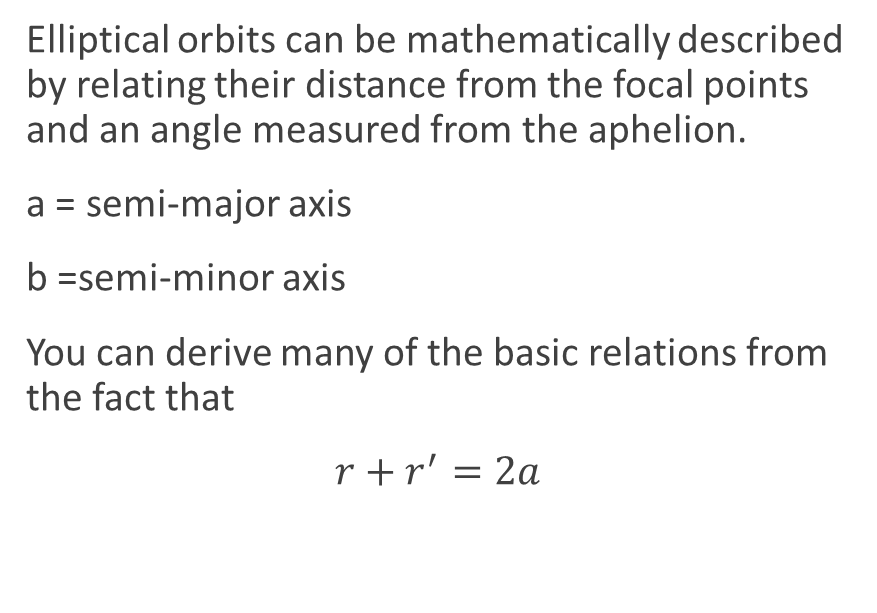 Elliptical orbits can be mathematically described
by relating their distance from the focal points
and an angle measured from the aphelion.
a = semi-major axis
b =semi-minor axis
You can derive many of the basic relations from
the fact that
r + r′ = 2a